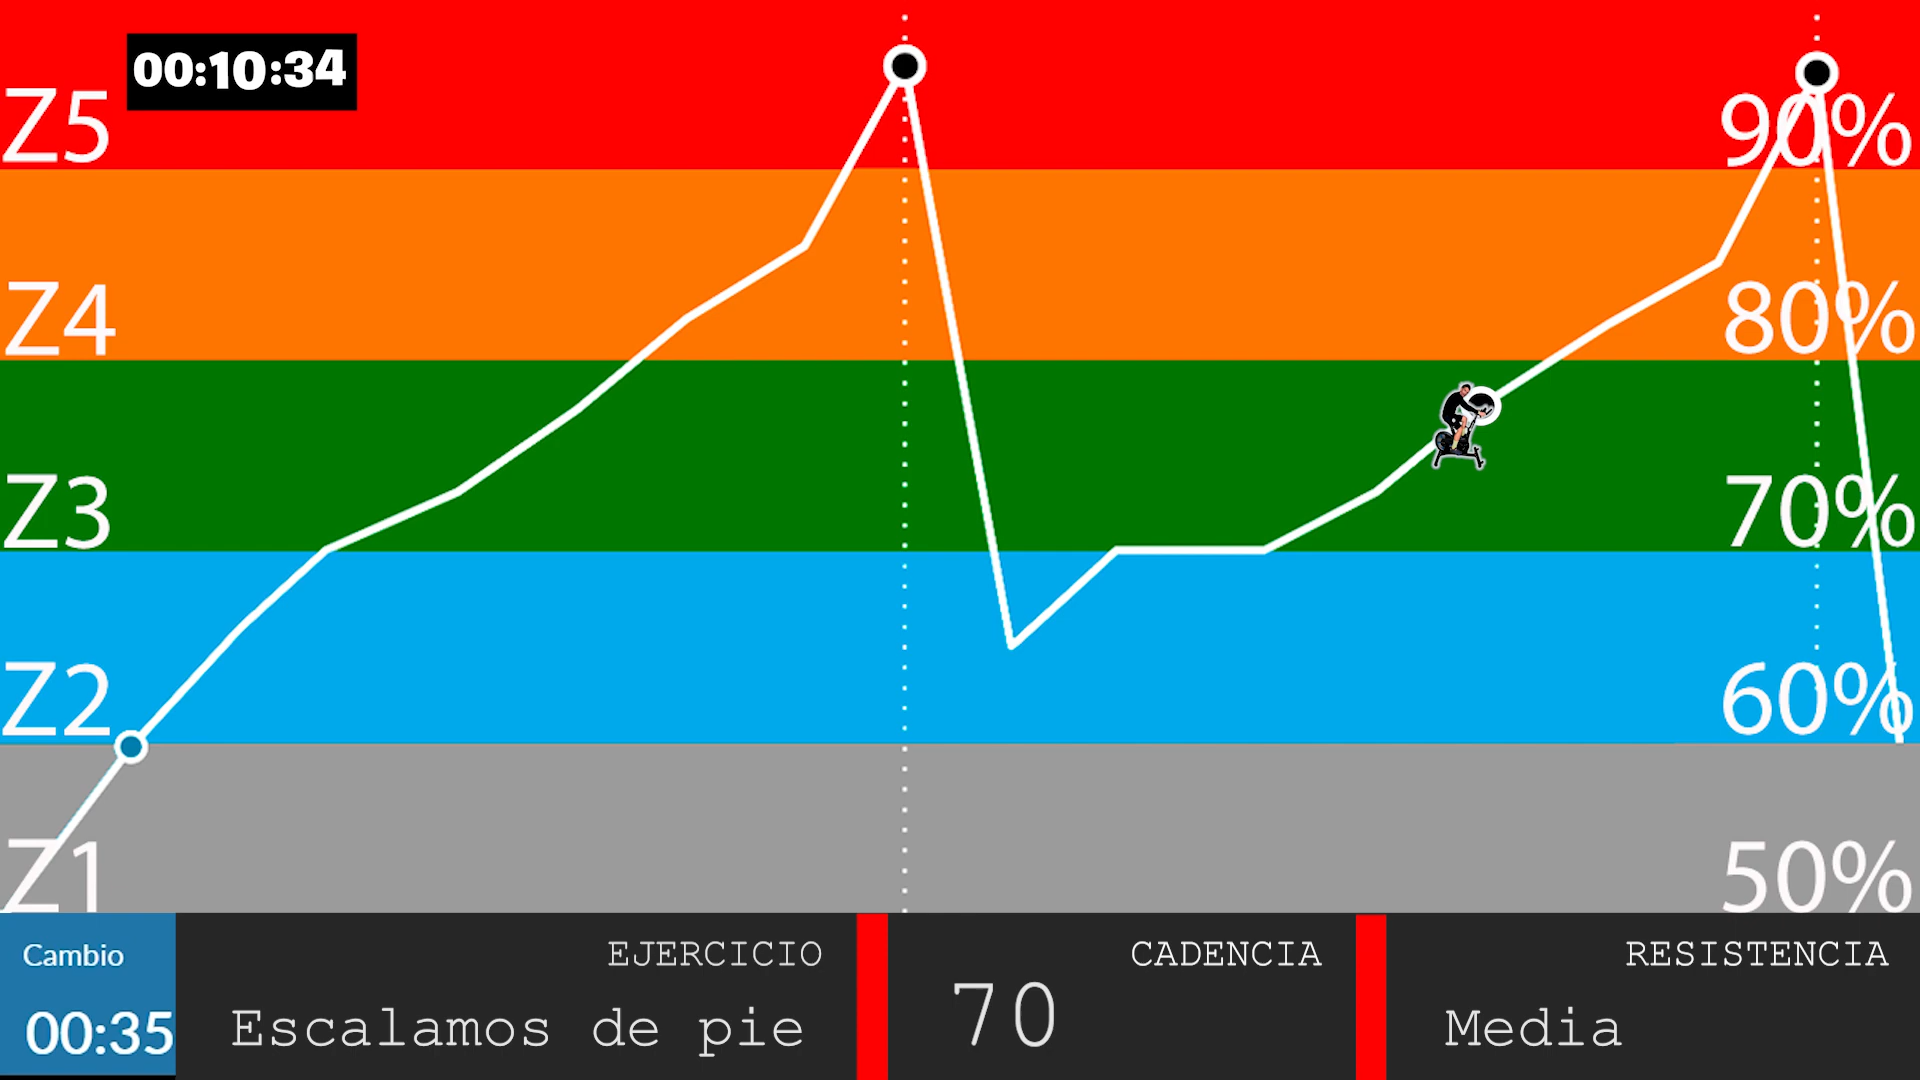 00:10:34
Z5
90%
Z4
80%
Z3
70%
Z2
60%
Z1
50%
Cambio
00:35
EJERCICIO
Escalamos de pie
CADENCIA
70
RESISTENCIA
Media